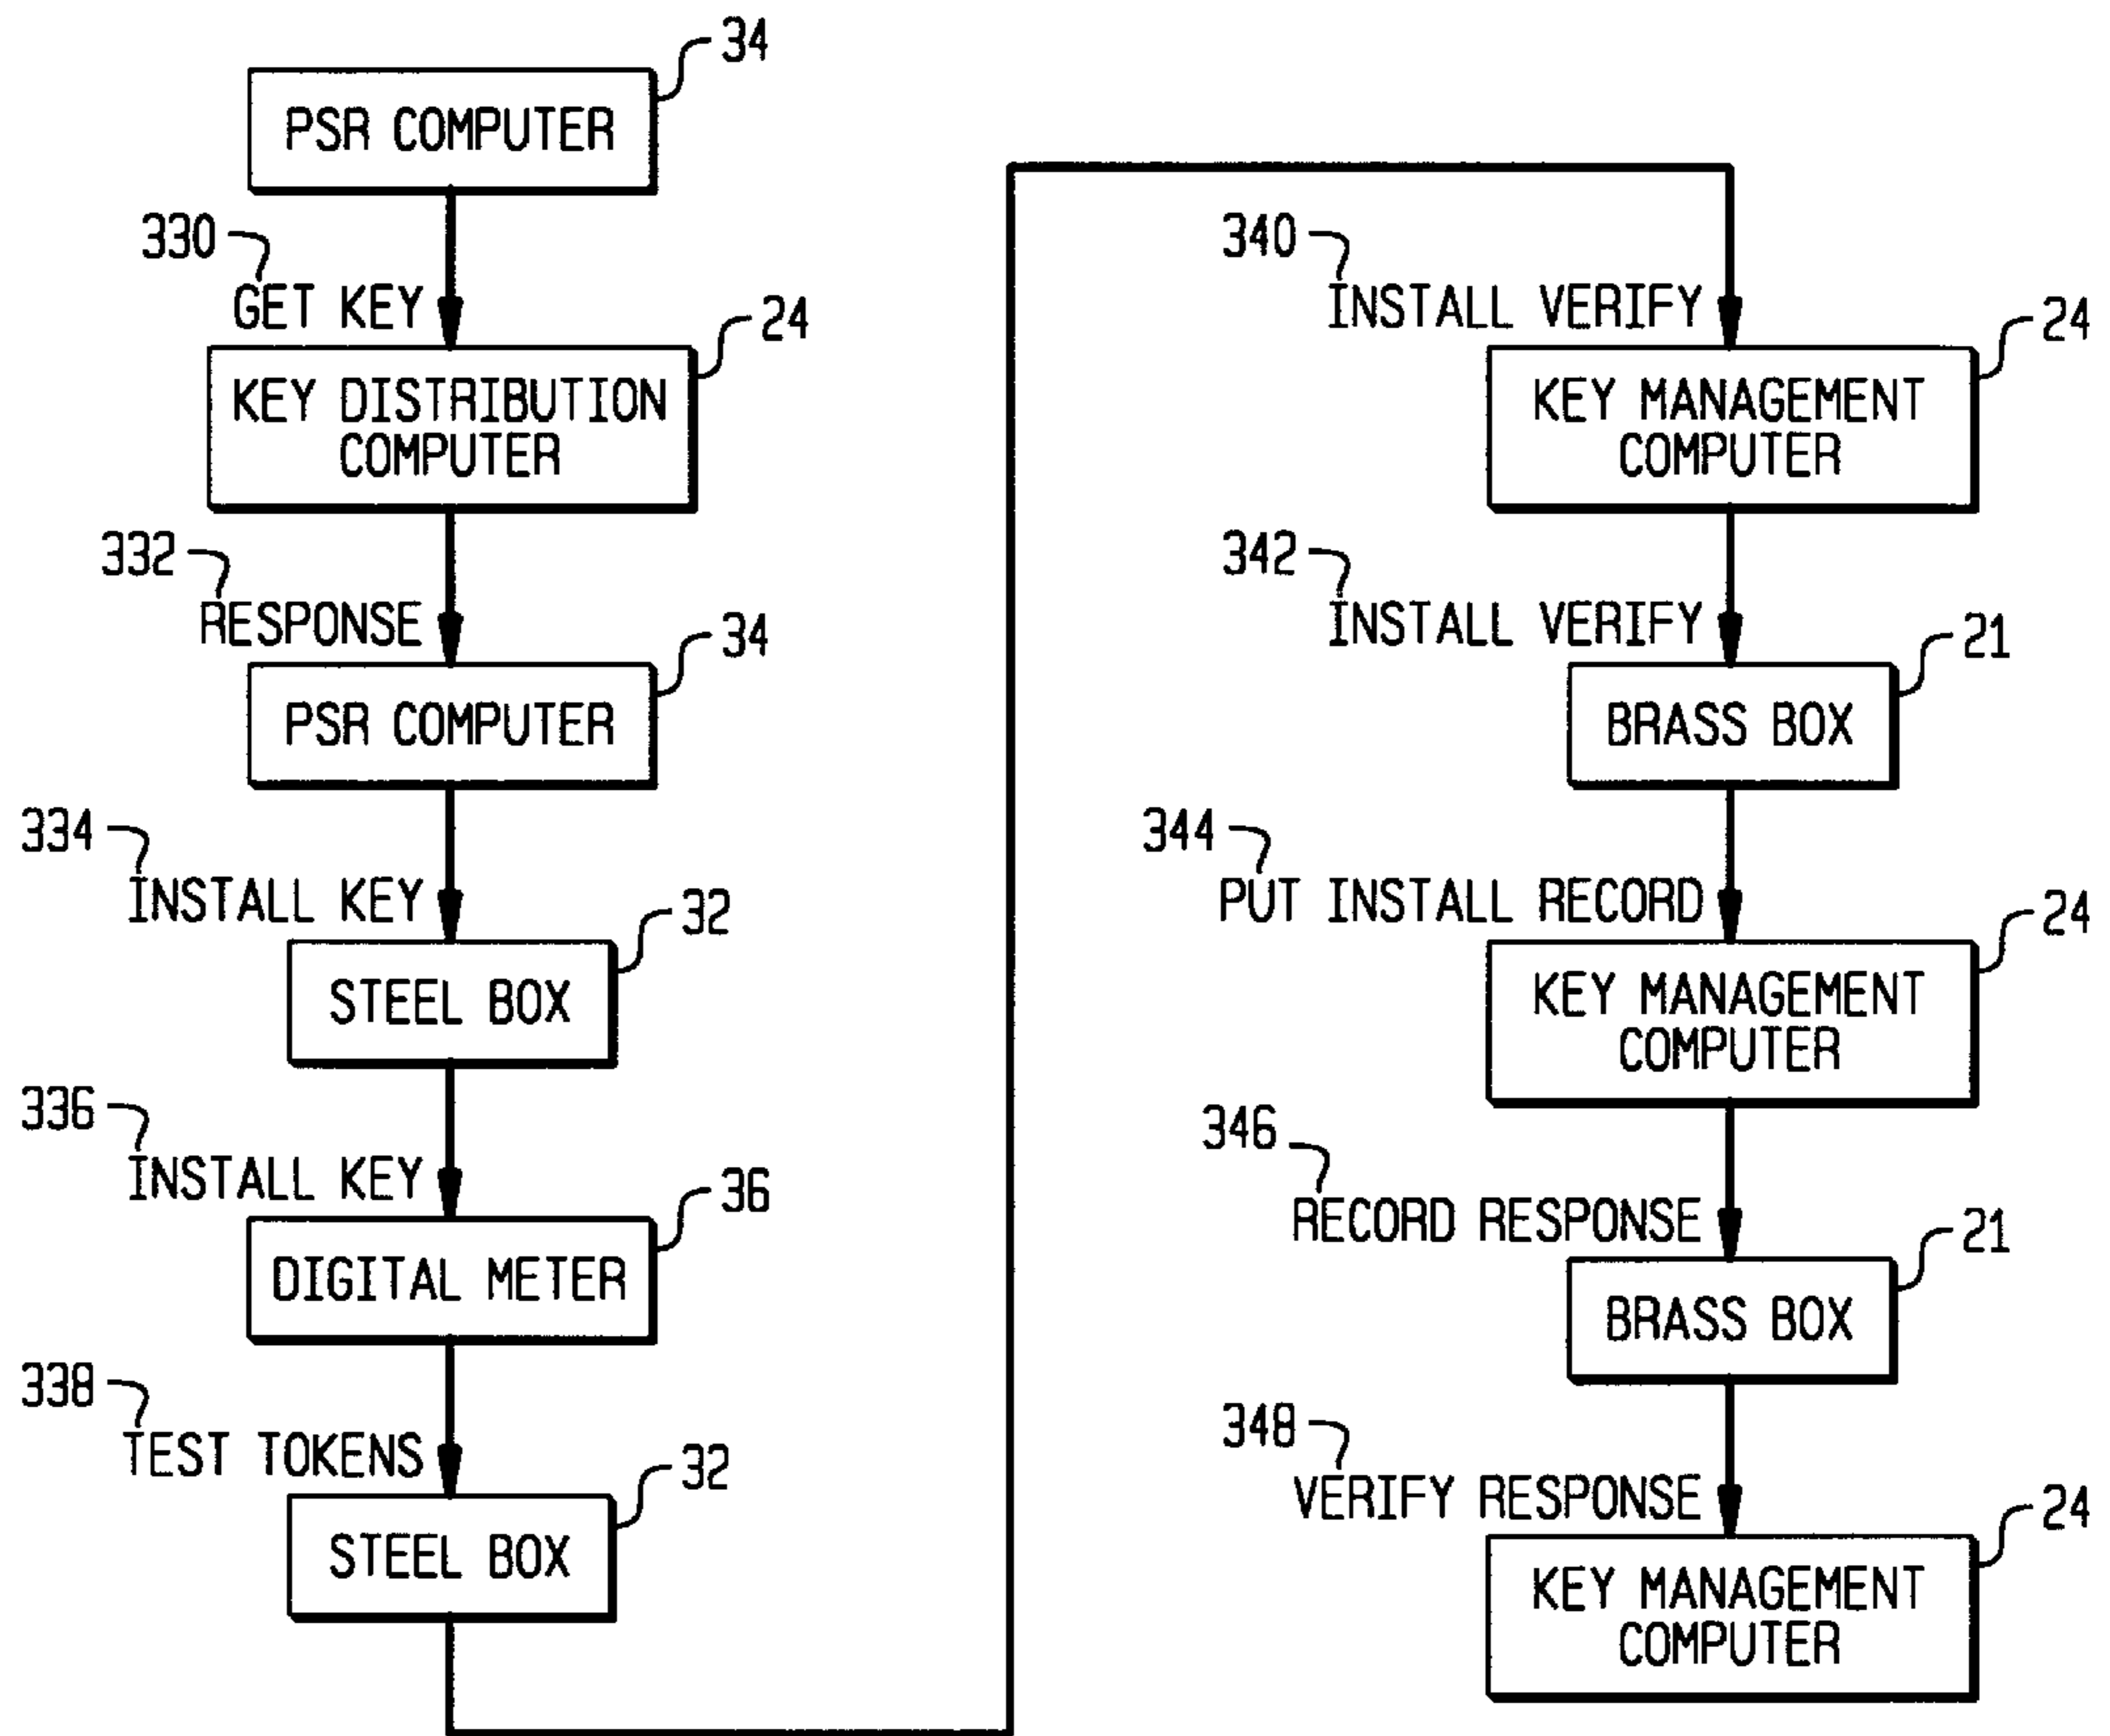 34
PSR COMPUTER
330
GET KEY
24
KEY DISTRIBUTION
COMPUTER
332
RESPONSE
34
PSR COMPUTER
334
INSTALL KEY
32
STEEL BOX
336
INSTALL KEY
36
DIGITAL METER
338
TEST TOKENS
32
STEEL BOX
340
INSTALL VERIFY
24
KEY MANAGEMENT
COMPUTER
342
INSTALL VERIFY
21
BRASS BOX
344
PUT INSTALL RECORD
24
KEY MANAGEMENT
COMPUTER
346
RECORD RESPONSE
21
BRASS BOX
348
VERIFY RESPONSE
24
KEY MANAGEMENT
COMPUTER